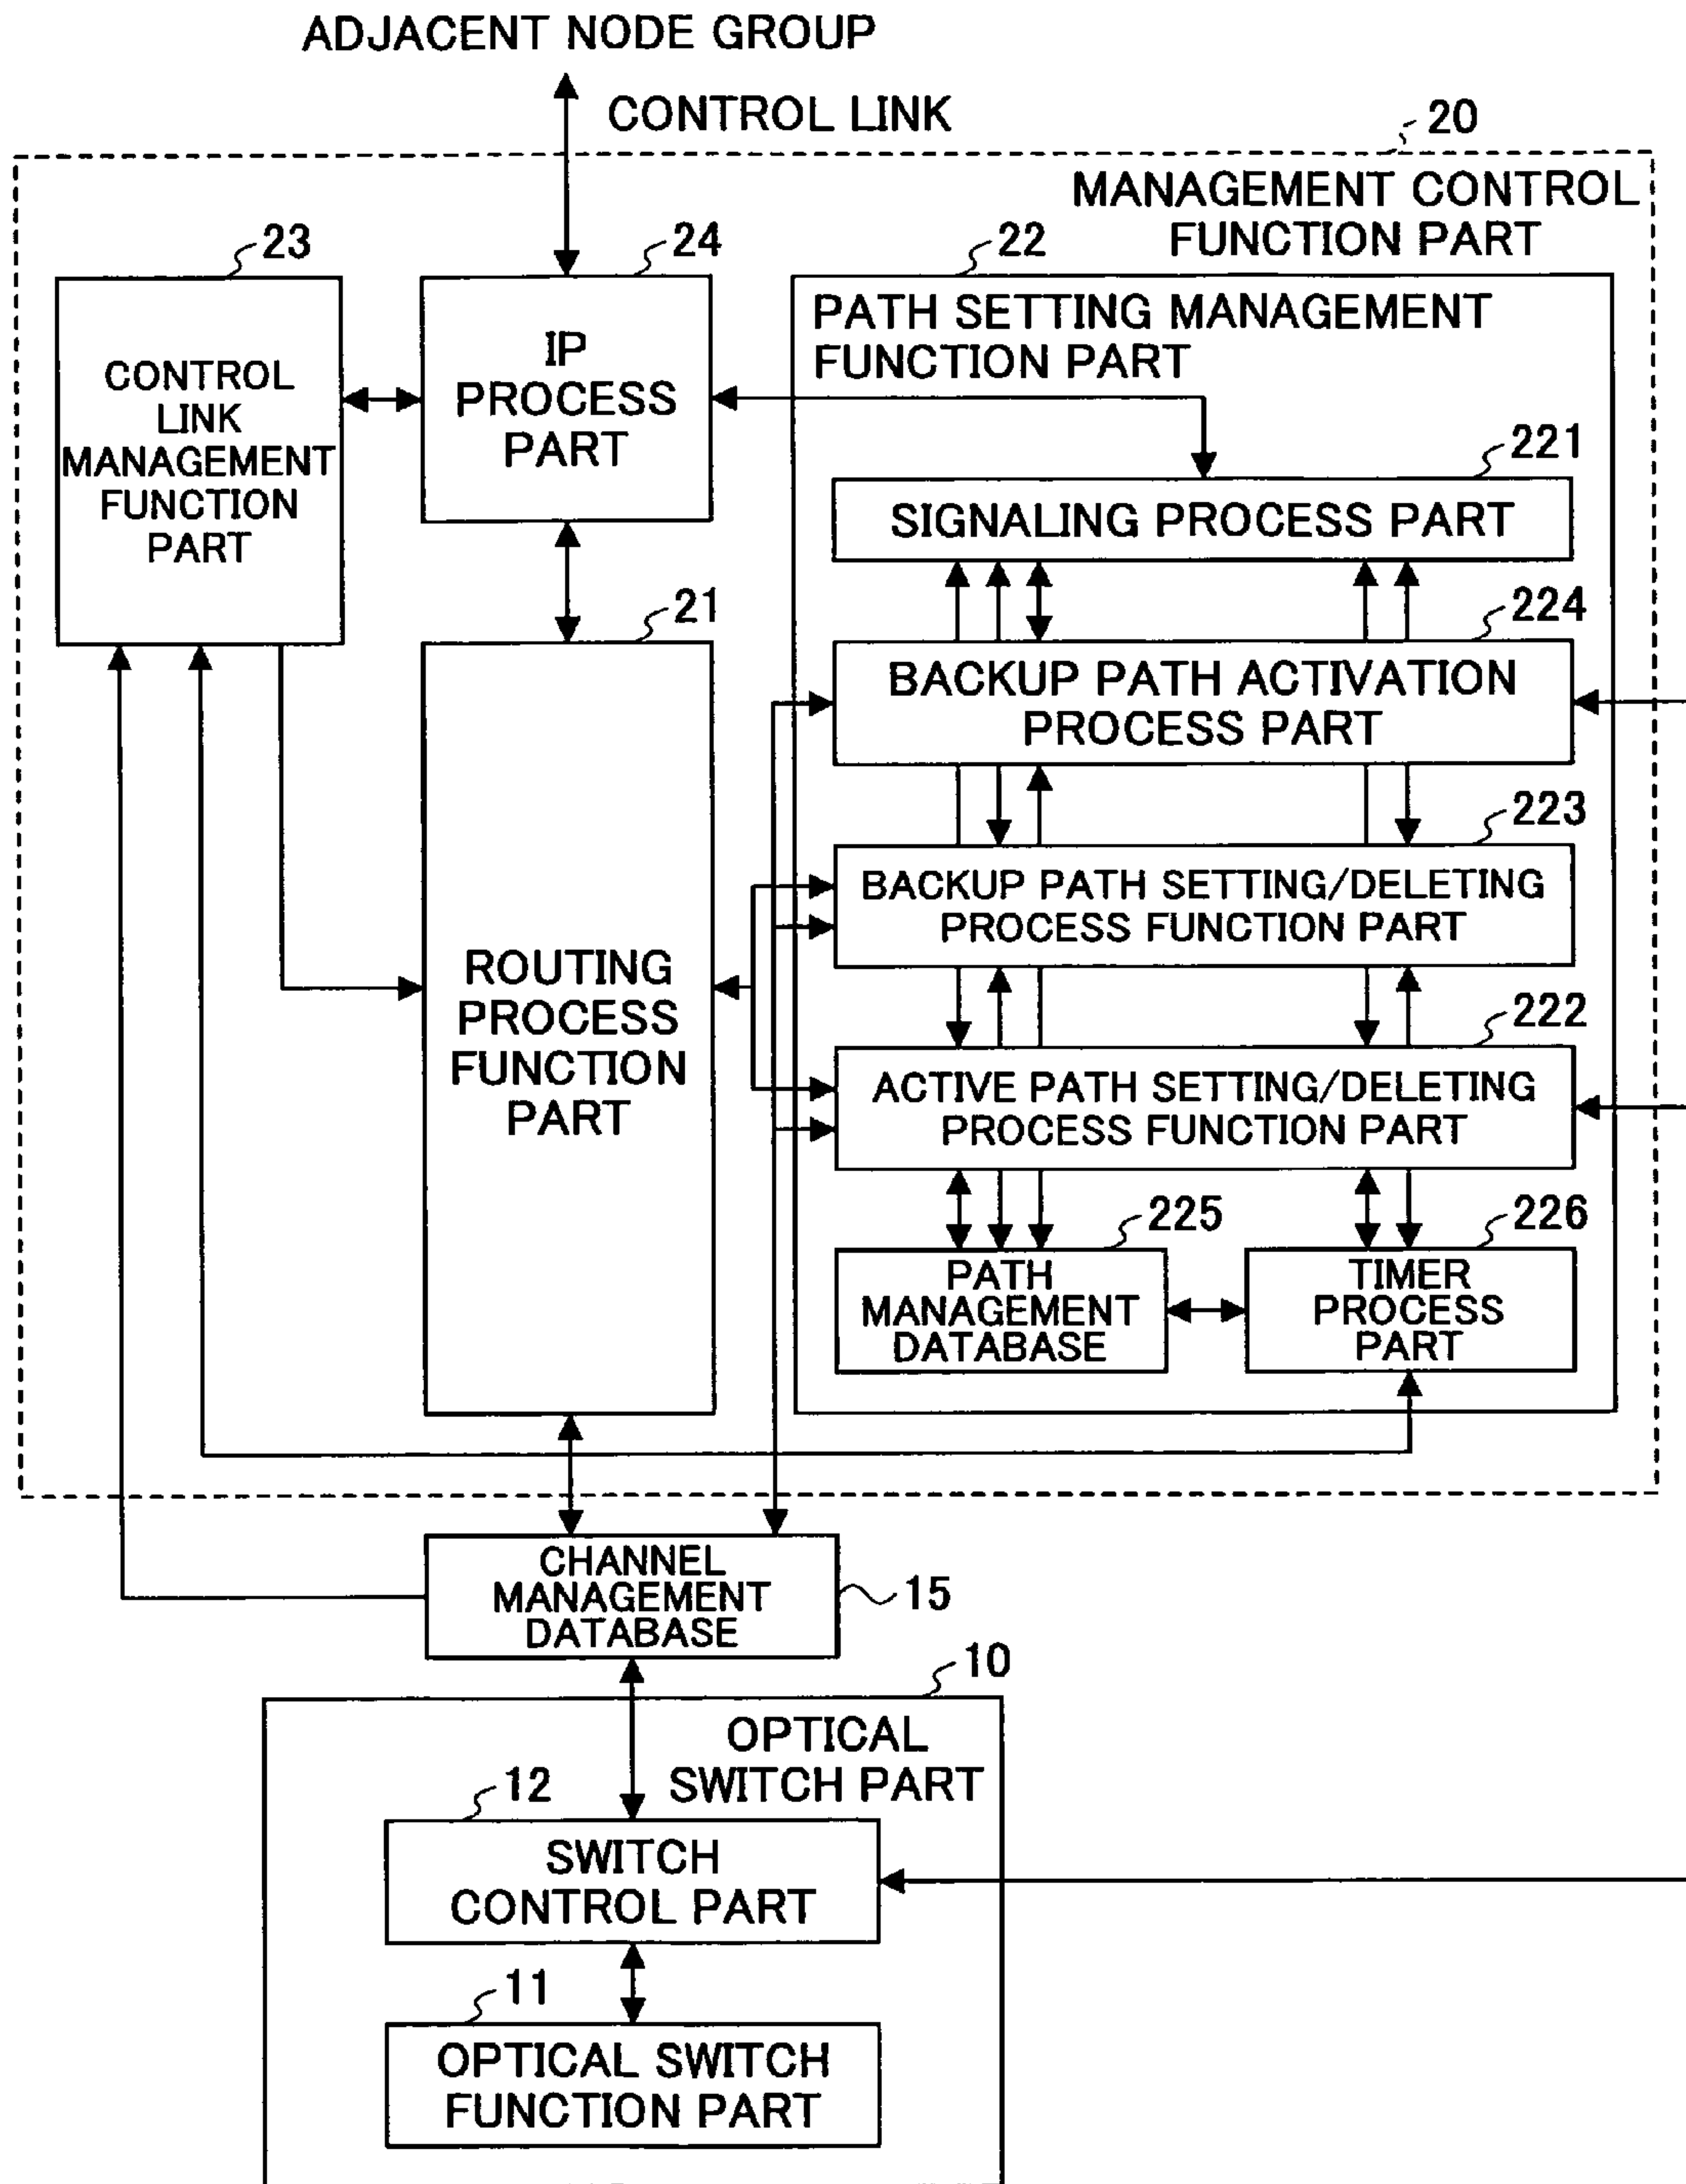 ADJACENT NODE GROUP
CONTROL LINK
20
MANAGEMENT CONTROL
FUNCTION PART
23
24
22
CONTROL
LINK
MANAGEMENT
FUNCTION
PART
IP
PROCESS
PART
PATH SETTING MANAGEMENT
FUNCTION PART
221
SIGNALING PROCESS PART
21
224
BACKUP PATH ACTIVATION
PROCESS PART
223
BACKUP PATH SETTING/DELETING
PROCESS FUNCTION PART
ROUTING
PROCESS
FUNCTION
PART
222
ACTIVE PATH SETTING/DELETING
PROCESS FUNCTION PART
225
PATH
MANAGEMENT
DATABASE
226
TIMER
PROCESS
PART
CHANNEL
MANAGEMENT
DATABASE
15
10
OPTICAL
SWITCH PART
12
SWITCH
CONTROL PART
11
OPTICAL SWITCH
FUNCTION PART